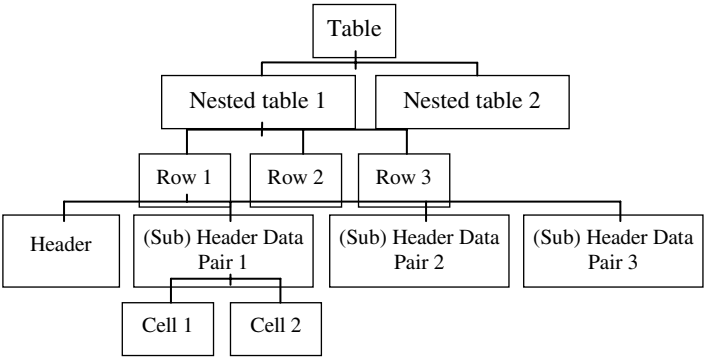 Table
Nested table 1
Nested table 2
Row 1
Row 2
Row 3
Header
(Sub) Header Data
Pair 1
(Sub) Header Data
Pair 2
(Sub) Header Data
Pair 3
Cell 1
Cell 2